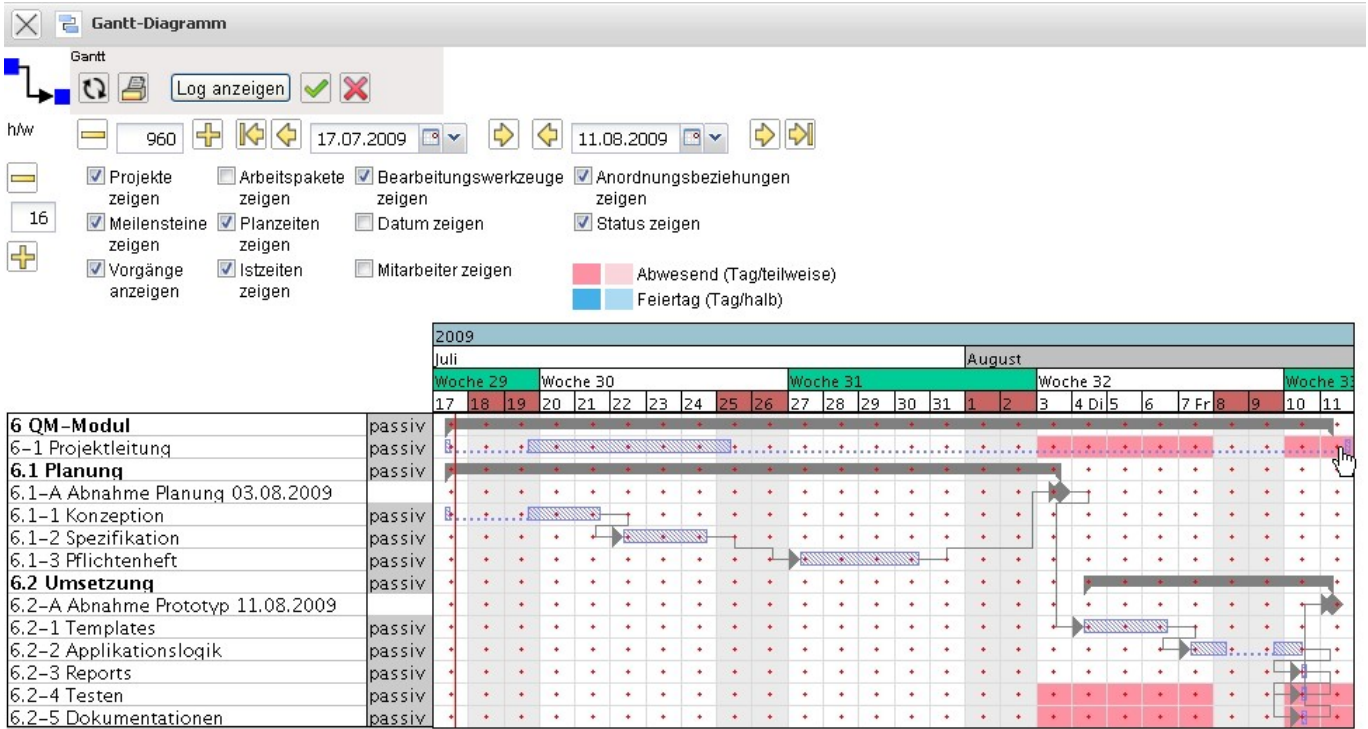 Gantt-Diagramm
Gantt
Log anzeigen
h/w
960
17.07.2009
11.08.2009
16
Projekte zeigen
Arbeitspakete zeigen
Bearbeitungswerkzeuge zeigen
Anordnungsbeziehungen zeigen
Meilensteine zeigen
Planzeiten zeigen
Datum zeigen
Status zeigen
Vorgänge anzeigen
Istzeiten zeigen
Mitarbeiter zeigen
Abwesend (Tag/teilweise)
Feiertag (Tag/halb)
2009
Juli August
Woche 29 Woche 30 Woche 31 Woche 32 Woche 33
17 18 19 20 21 22 23 24 25 26 27 28 29 30 31 1 2 3 4 Di 5 6 7 Fr 8 9 10 11
6 QM-Modul passiv
6-1 Projektleitung passiv
6.1 Planung passiv
6.1-A Abnahme Planung 03.08.2009
6.1-1 Konzeption passiv
6.1-2 Spezifikation passiv
6.1-3 Pflichtenheft passiv
6.2 Umsetzung passiv
6.2-A Abnahme Prototyp 11.08.2009
6.2-1 Templates passiv
6.2-2 Applikationslogik passiv
6.2-3 Reports passiv
6.2-4 Testen passiv
6.2-5 Dokumentationen passiv